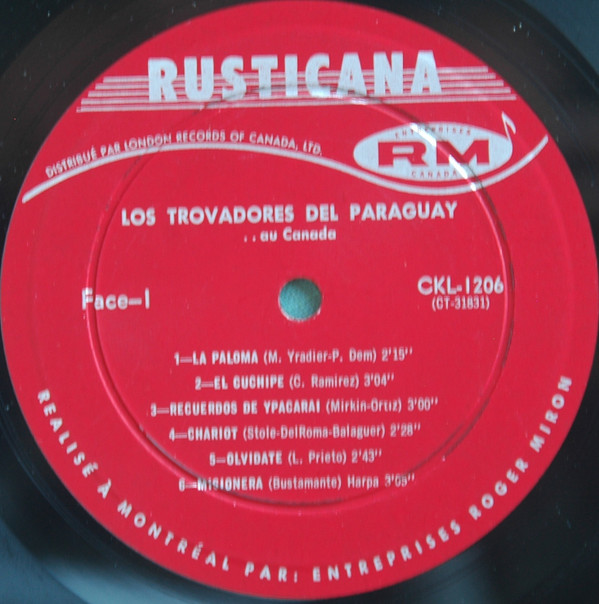 RUSTICANA
DISTRIBUÉ PAR LONDON RECORDS OF CANADA, LTD.
ENTREPRISES
RM
CANADA
LOS TROVADORES DEL PARAGUAY
..au Canada
Face-1
CKL-1206
(CT-31831)
1—LA PALOMA (M. Yradier-P. Dem) 2'15"
2—EL CUCHIPE (C. Ramirez) 3'04"
3—RECUERDOS DE YPACARAI (Mirkin-Ortiz) 3'00"
4—CHARIOT (Stole-DelRoma-Balaguer) 2'28"
5—OLVIDATE (L. Prieto) 2'43"
6—MISIONERA (Bustamante) Harpa 3'05"
REALISÉ À MONTRÉAL PAR: ENTREPRISES ROGER MIRON